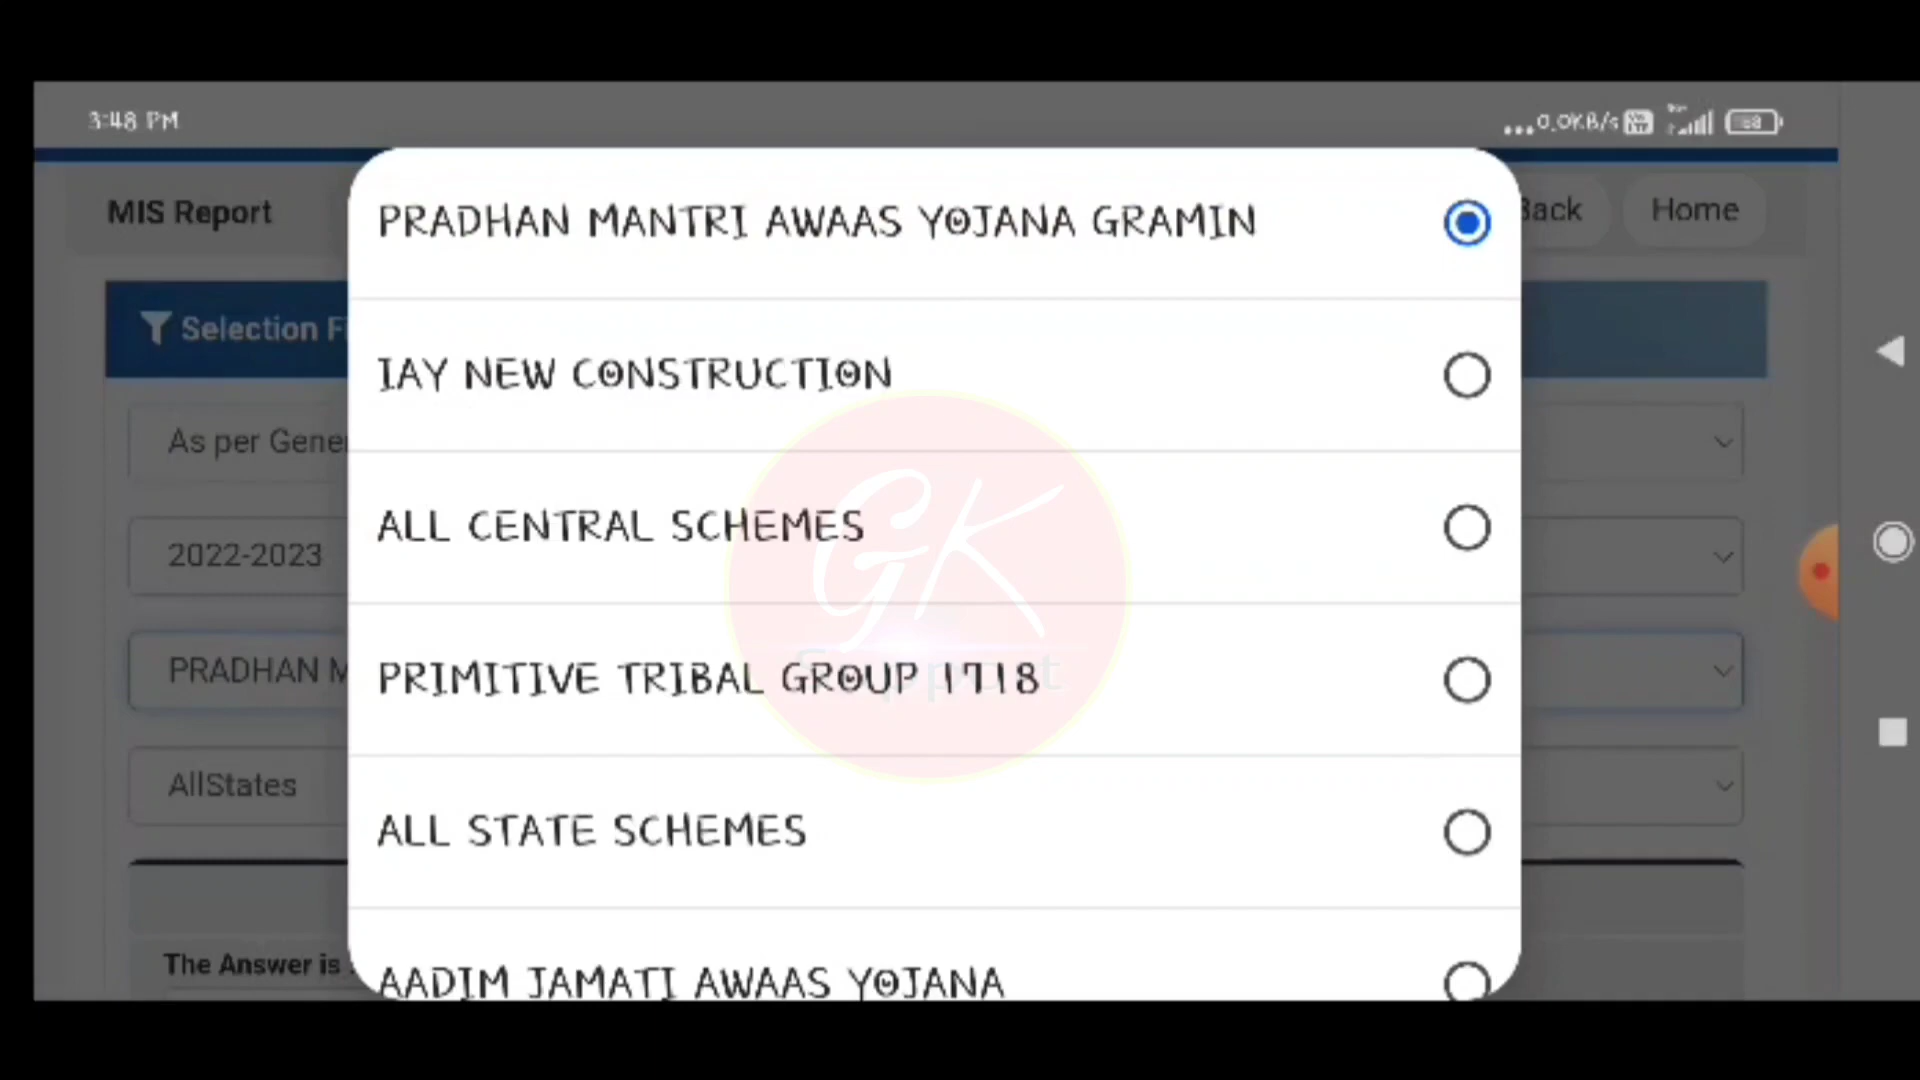 3:48 PM
...0.0KB/s
MIS Report
Back
Home
PRADHAN MANTRI AWAAS YOJANA GRAMIN
Selection Fi
IAY NEW CONSTRUCTION
As per Gene
ALL CENTRAL SCHEMES
2022-2023
GK
Support
PRADHAN M
PRIMITIVE TRIBAL GROUP 1718
AllStates
ALL STATE SCHEMES
The Answer is
AADIM JAMATI AWAAS YOJANA